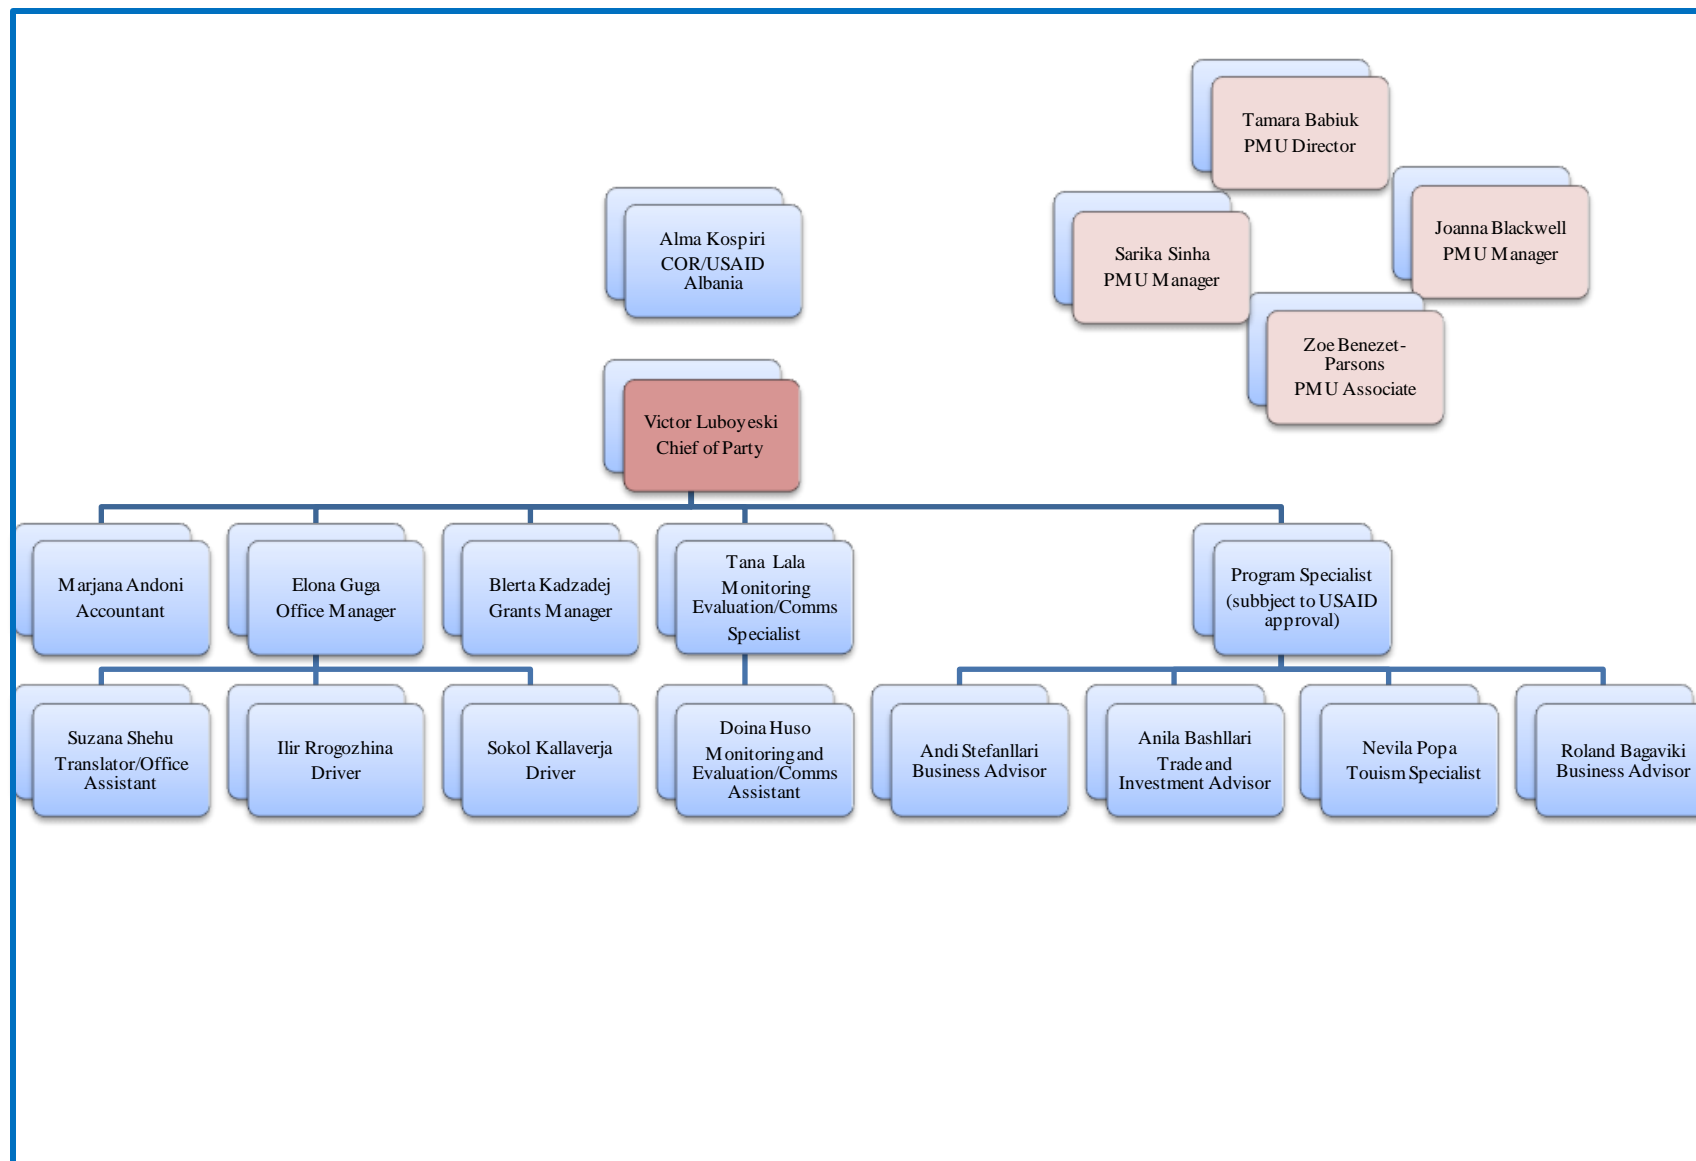 Tamara Babiuk
PMU Director
Joanna Blackwell
PMU Manager
Sarika Sinha
PMU Manager
Zoe Benezet-
Parsons
PMU Associate
Alma Kospiri
COR/USAID
Albania
Victor Luboyeski
Chief of Party
Marjana Andoni
Accountant
Elona Guga
Office Manager
Blerta Kadzadej
Grants Manager
Tana Lala
Monitoring
Evaluation/Comms
Specialist
Program Specialist
(subbject to USAID
approval)
Suzana Shehu
Translator/Office
Assistant
Ilir Rrogozhina
Driver
Sokol Kallaverja
Driver
Doina Huso
Monitoring and
Evaluation/Comms
Assistant
Andi Stefanllari
Business Advisor
Anila Bashllari
Trade and
Investment Advisor
Nevila Popa
Touism Specialist
Roland Bagaviki
Business Advisor